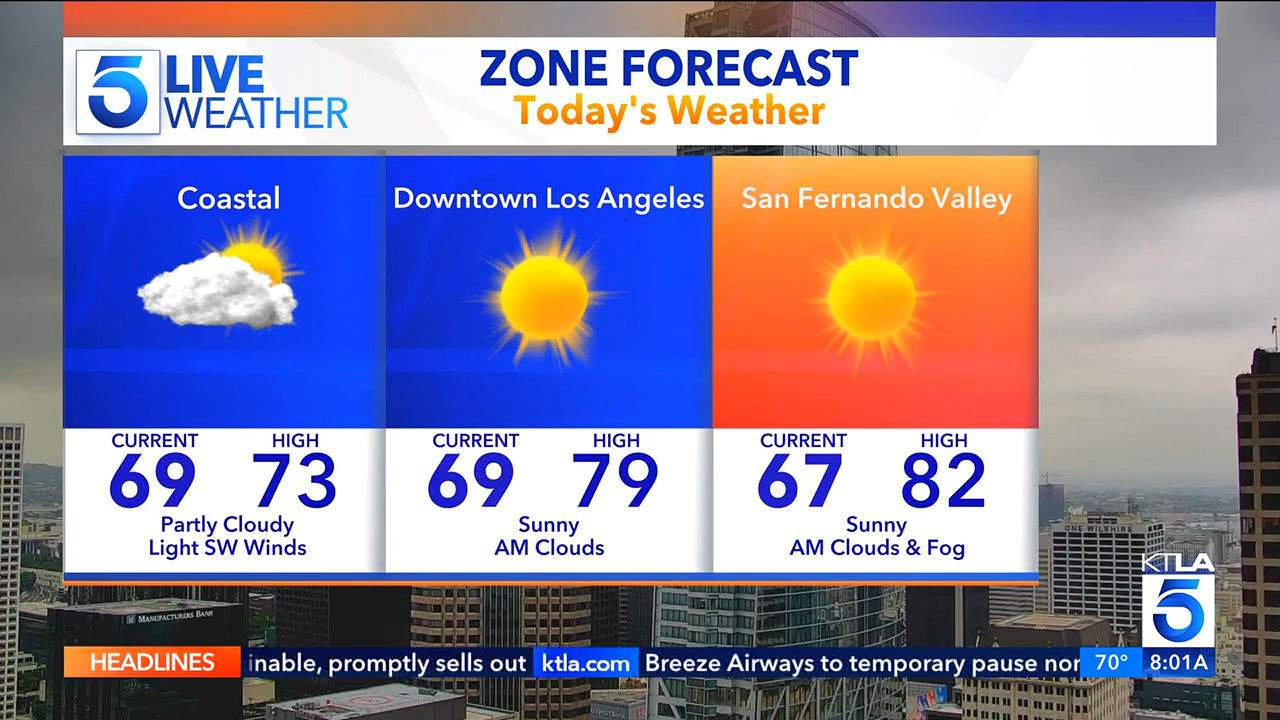 5 LIVE
WEATHER
ZONE FORECAST
Today's Weather
Coastal
CURRENT HIGH
69 73
Partly Cloudy
Light SW Winds
Downtown Los Angeles
CURRENT HIGH
69 79
Sunny
AM Clouds
San Fernando Valley
CURRENT HIGH
67 82
Sunny
AM Clouds & Fog
ONE WILSHIRE
KTLA
5
MANUFACTURERS BANK
HEADLINES inable, promptly sells out ktla.com Breeze Airways to temporary pause nor 70° 8:01A